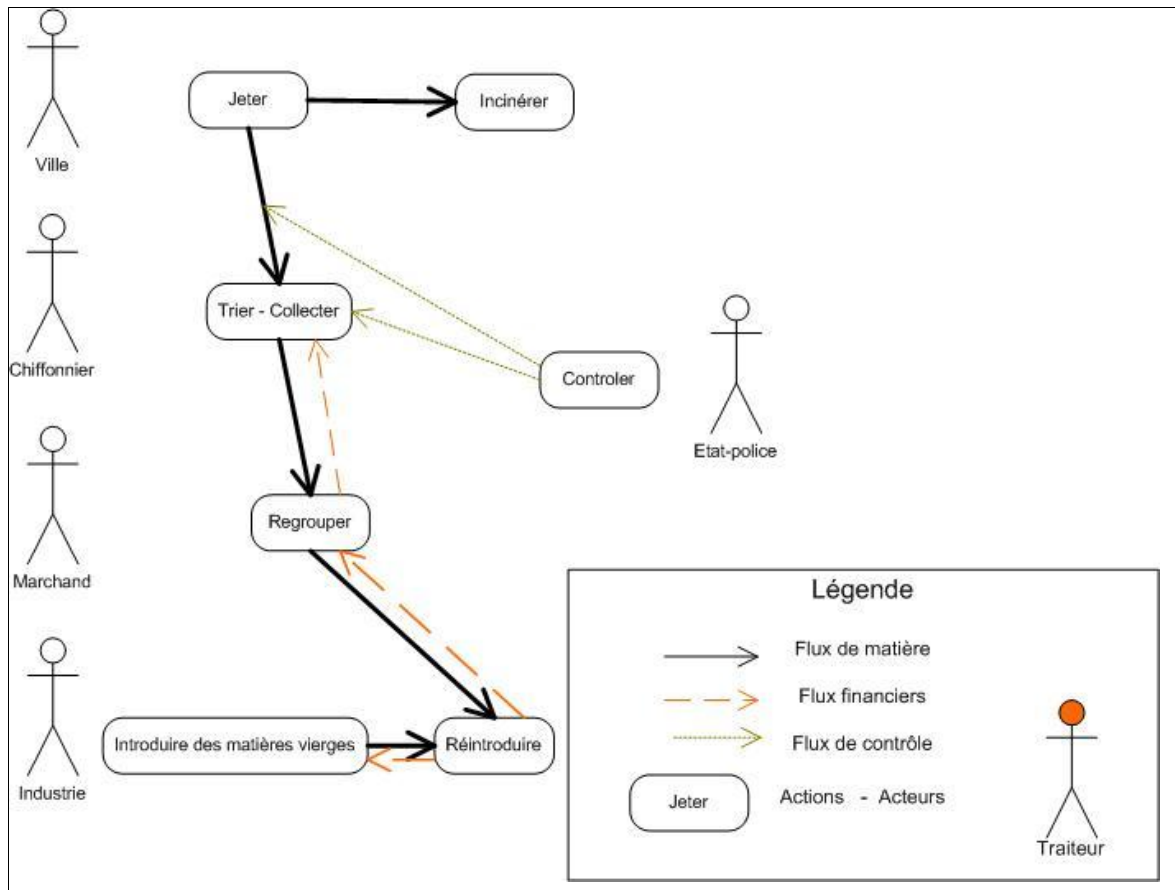 Ville
Jeter
Incinérer
Chiffonnier
Trier - Collecter
Controler
Etat-police
Marchand
Regrouper
Industrie
Introduire des matières vierges
Réintroduire
Légende
Flux de matière
Flux financiers
Flux de contrôle
Jeter
Actions - Acteurs
Traiteur